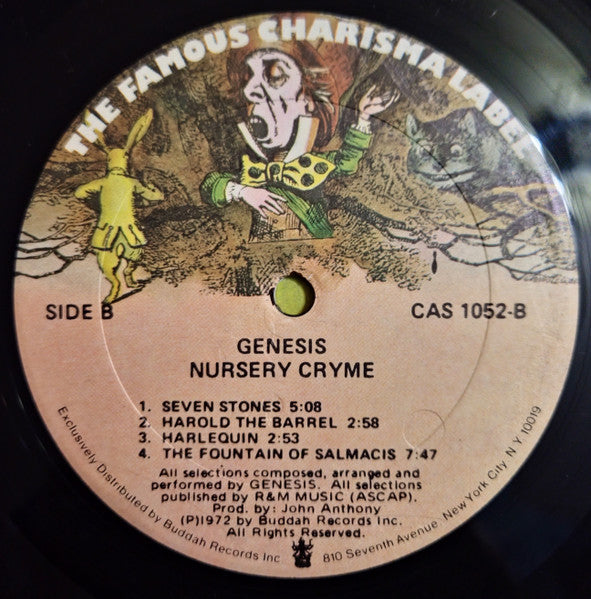 THE FAMOUS CHARISMA LABEL
SIDE B
CAS 1052-B
GENESIS
NURSERY CRYME
1. SEVEN STONES 5:08
2. HAROLD THE BARREL 2:58
3. HARLEQUIN 2:53
4. THE FOUNTAIN OF SALMACIS 7:47
All selections composed, arranged and
performed by GENESIS. All selections
published by R&M MUSIC (ASCAP).
Prod. by: John Anthony
(P)1972 by Buddah Records Inc.
All Rights Reserved.
Exclusively Distributed by Buddah Records Inc. 810 Seventh Avenue New York City N Y 10019